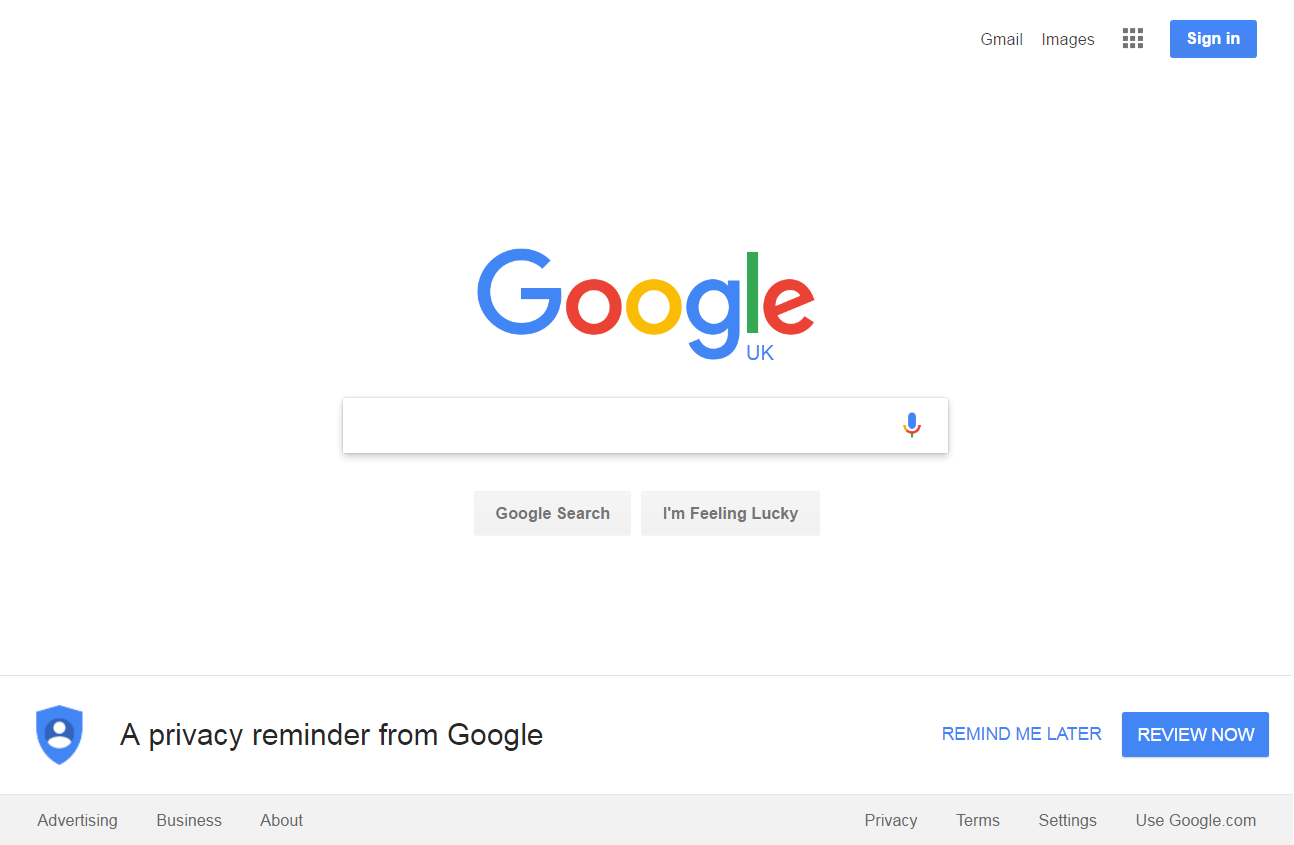 Gmail Images Sign in
Google
UK
Google Search I'm Feeling Lucky
A privacy reminder from Google REMIND ME LATER REVIEW NOW
Advertising Business About Privacy Terms Settings Use Google.com